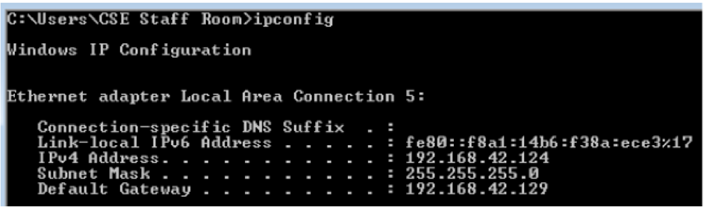 C:\Users\CSE Staff Room>ipconfig
Windows IP Configuration
Ethernet adapter Local Area Connection 5:
Connection-specific DNS Suffix . :
Link-local IPv6 Address . . . . . : fe80::f8a1:14b6:f38a:ece3%17
IPv4 Address. . . . . . . . . . . : 192.168.42.124
Subnet Mask . . . . . . . . . . . : 255.255.255.0
Default Gateway . . . . . . . . . : 192.168.42.129